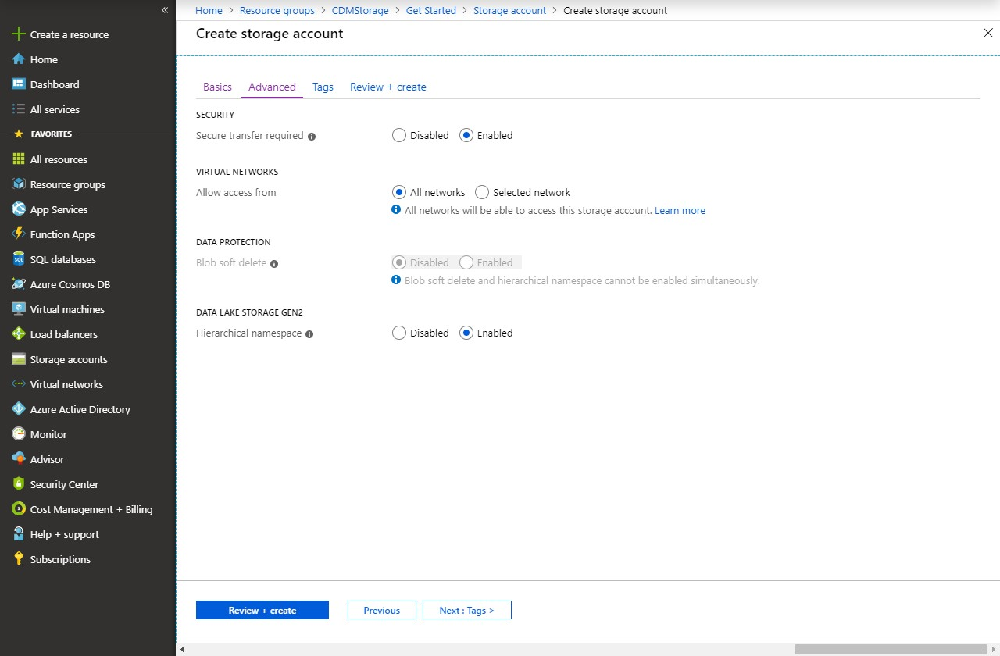 «
Create a resource
Home
Dashboard
All services
FAVORITES
All resources
Resource groups
App Services
Function Apps
SQL databases
Azure Cosmos DB
Virtual machines
Load balancers
Storage accounts
Virtual networks
Azure Active Directory
Monitor
Advisor
Security Center
Cost Management + Billing
Help + support
Subscriptions
Home > Resource groups > CDMStorage > Get Started > Storage account > Create storage account
Create storage account
Basics Advanced Tags Review + create
SECURITY
Secure transfer required Disabled Enabled
VIRTUAL NETWORKS
Allow access from All networks Selected network
All networks will be able to access this storage account. Learn more
DATA PROTECTION
Blob soft delete Disabled Enabled
Blob soft delete and hierarchical namespace cannot be enabled simultaneously.
DATA LAKE STORAGE GEN2
Hierarchical namespace Disabled Enabled
Review + create Previous Next : Tags >